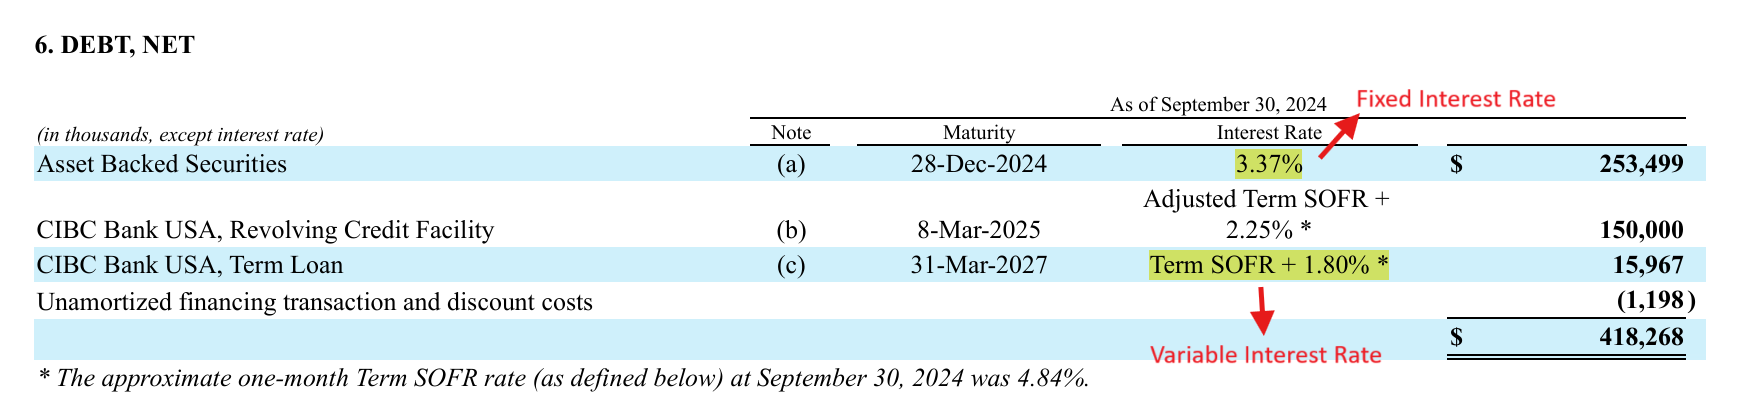 6. DEBT, NET
As of September 30, 2024 Fixed Interest Rate
(in thousands, except interest rate) Note Maturity Interest Rate
Asset Backed Securities (a) 28-Dec-2024 3.37% $ 253,499
Adjusted Term SOFR +
CIBC Bank USA, Revolving Credit Facility (b) 8-Mar-2025 2.25% * 150,000
CIBC Bank USA, Term Loan (c) 31-Mar-2027 Term SOFR + 1.80% * 15,967
Unamortized financing transaction and discount costs (1,198)
$ 418,268
Variable Interest Rate
* The approximate one-month Term SOFR rate (as defined below) at September 30, 2024 was 4.84%.